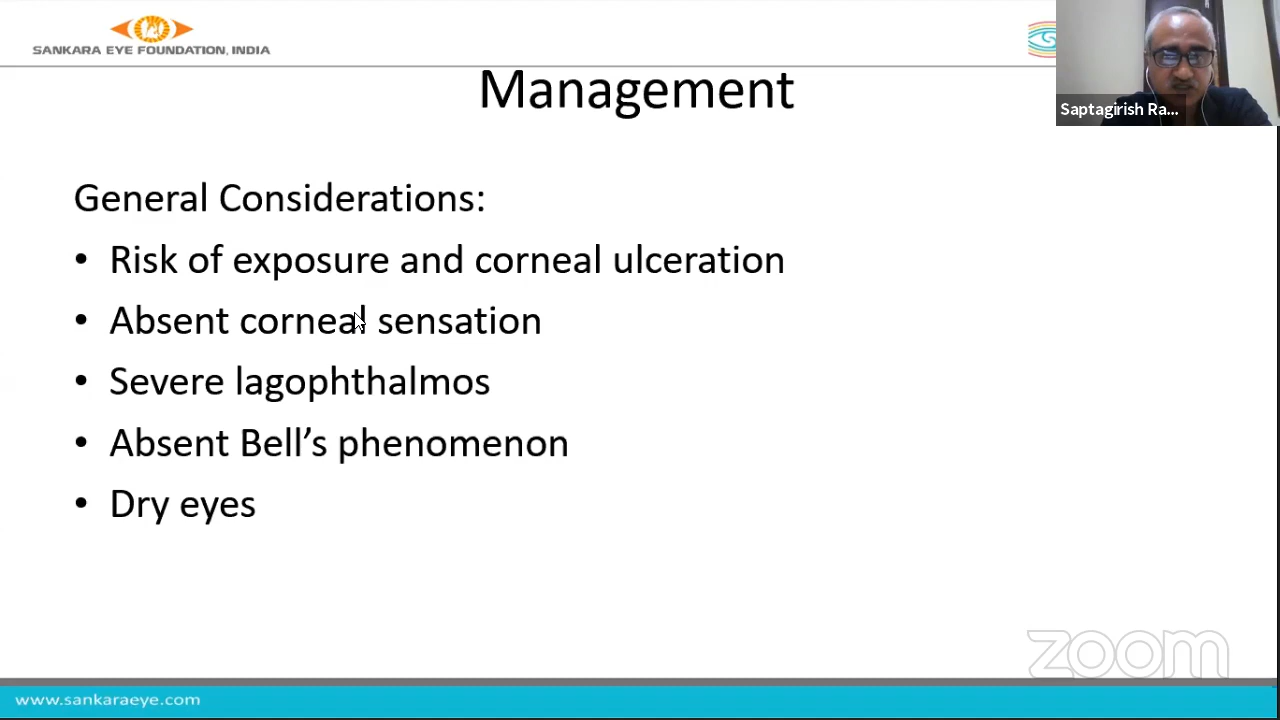 SANKARA EYE FOUNDATION, INDIA
Management
Saptagirish Ra...
General Considerations:
• Risk of exposure and corneal ulceration
• Absent corneal sensation
• Severe lagophthalmos
• Absent Bell’s phenomenon
• Dry eyes
zoom
www.sankaraeye.com